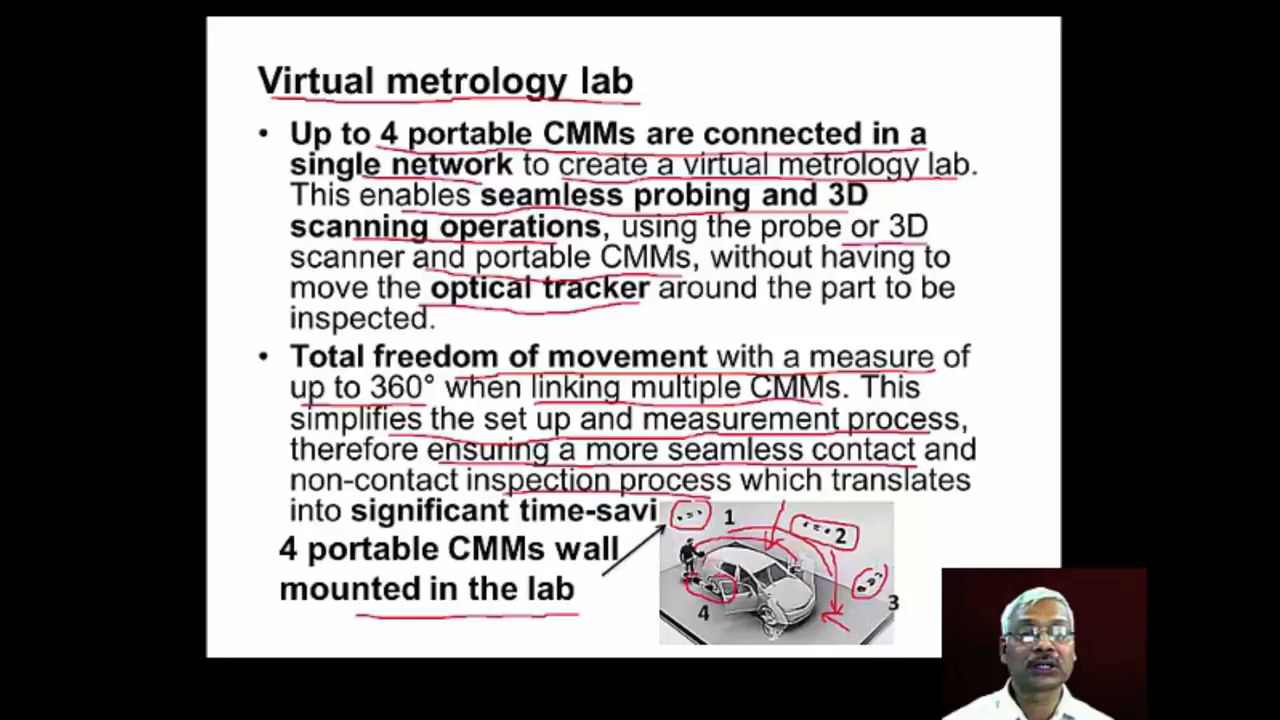 Virtual metrology lab
• Up to 4 portable CMMs are connected in a
single network to create a virtual metrology lab.
This enables seamless probing and 3D
scanning operations, using the probe or 3D
scanner and portable CMMs, without having to
move the optical tracker around the part to be
inspected.
• Total freedom of movement with a measure of
up to 360° when linking multiple CMMs. This
simplifies the set up and measurement process,
therefore ensuring a more seamless contact and
non-contact inspection process which translates
into significant time-savi
4 portable CMMs wall
mounted in the lab
1
2
3
4